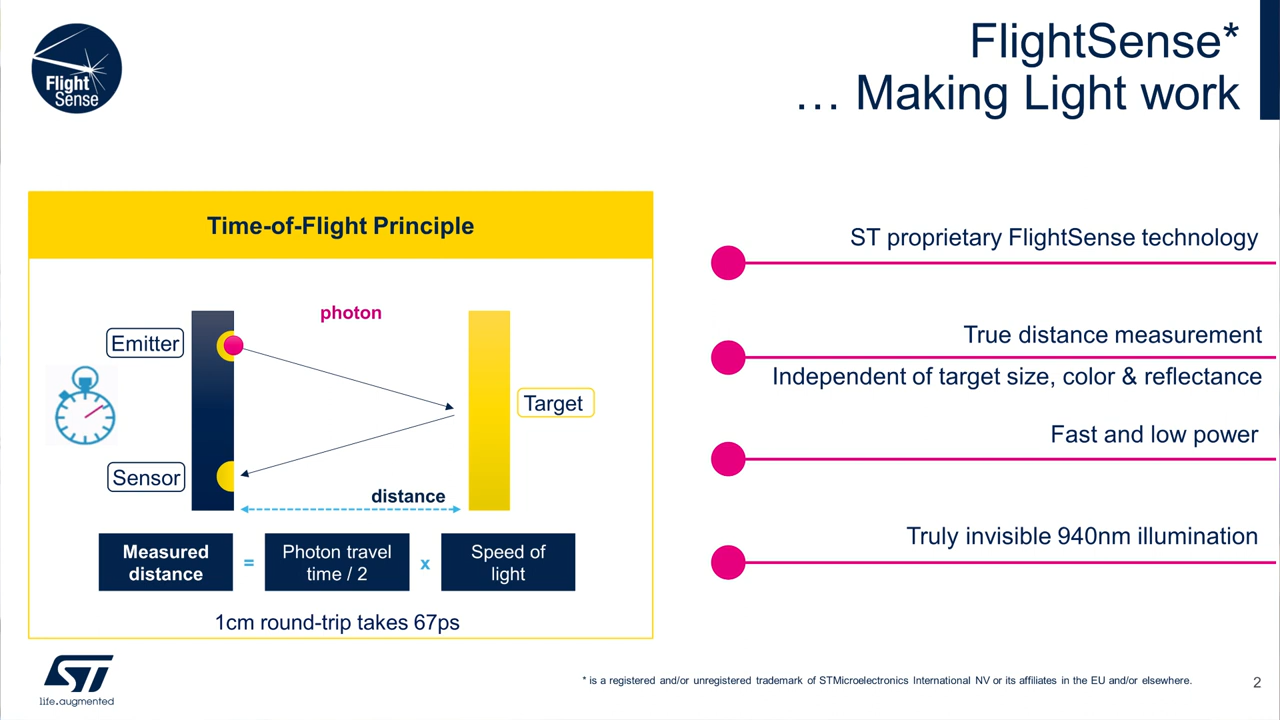 Flight
Sense
FlightSense*
… Making Light work
Time-of-Flight Principle
photon
Emitter
Target
Sensor
distance
Measured
distance
=
Photon travel
time / 2
x
Speed of
light
1cm round-trip takes 67ps
ST proprietary FlightSense technology
True distance measurement
Independent of target size, color & reflectance
Fast and low power
Truly invisible 940nm illumination
ST
life.augmented
* is a registered and/or unregistered trademark of STMicroelectronics International NV or its affiliates in the EU and/or elsewhere.
2